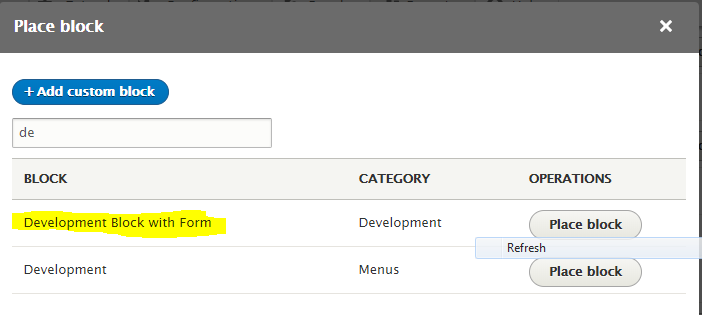 Place block
+ Add custom block
de
BLOCK CATEGORY OPERATIONS
Development Block with Form Development Place block
Refresh
Development Menus Place block